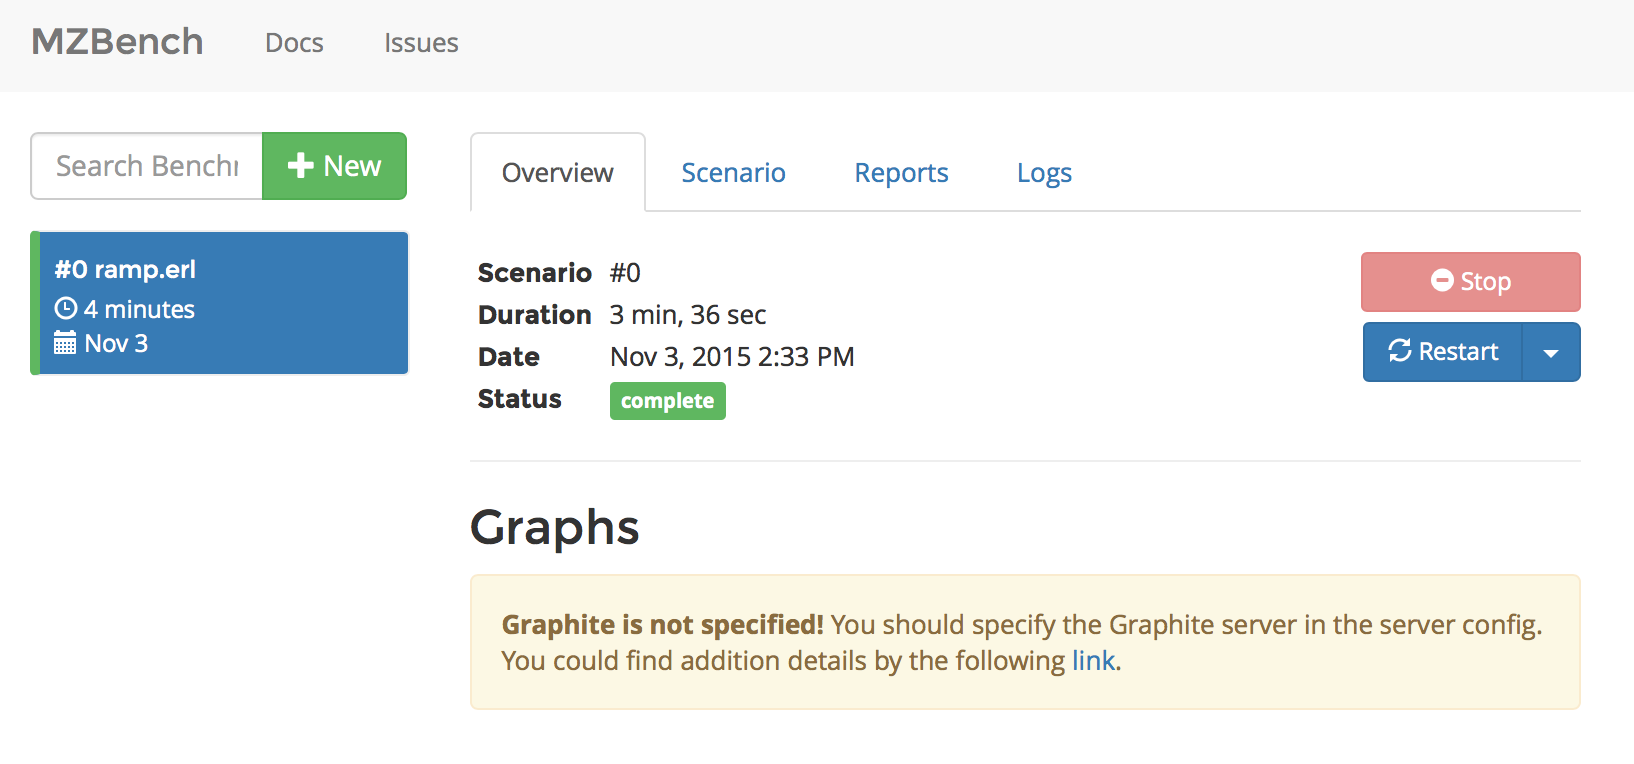 MZBench Docs Issues
Search Bench
New
#0 ramp.erl
4 minutes
Nov 3
Overview Scenario Reports Logs
Scenario #0
Duration 3 min, 36 sec
Date Nov 3, 2015 2:33 PM
Status complete
Stop
Restart
Graphs
Graphite is not specified! You should specify the Graphite server in the server config.
You could find addition details by the following link.